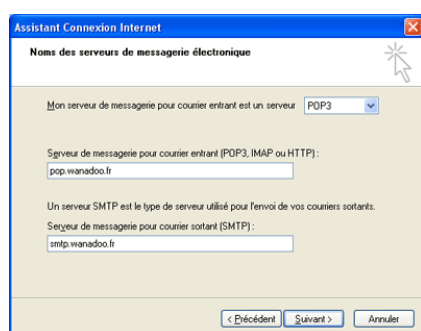 Assistant Connexion Internet
Noms des serveurs de messagerie électronique
Mon serveur de messagerie pour courrier entrant est un serveur POP3
Serveur de messagerie pour courrier entrant (POP3, IMAP ou HTTP) :
pop.wanadoo.fr
Un serveur SMTP est le type de serveur utilisé pour l'envoi de vos courriers sortants.
Serveur de messagerie pour courrier sortant (SMTP) :
smtp.wanadoo.fr
< Précédent Suivant > Annuler